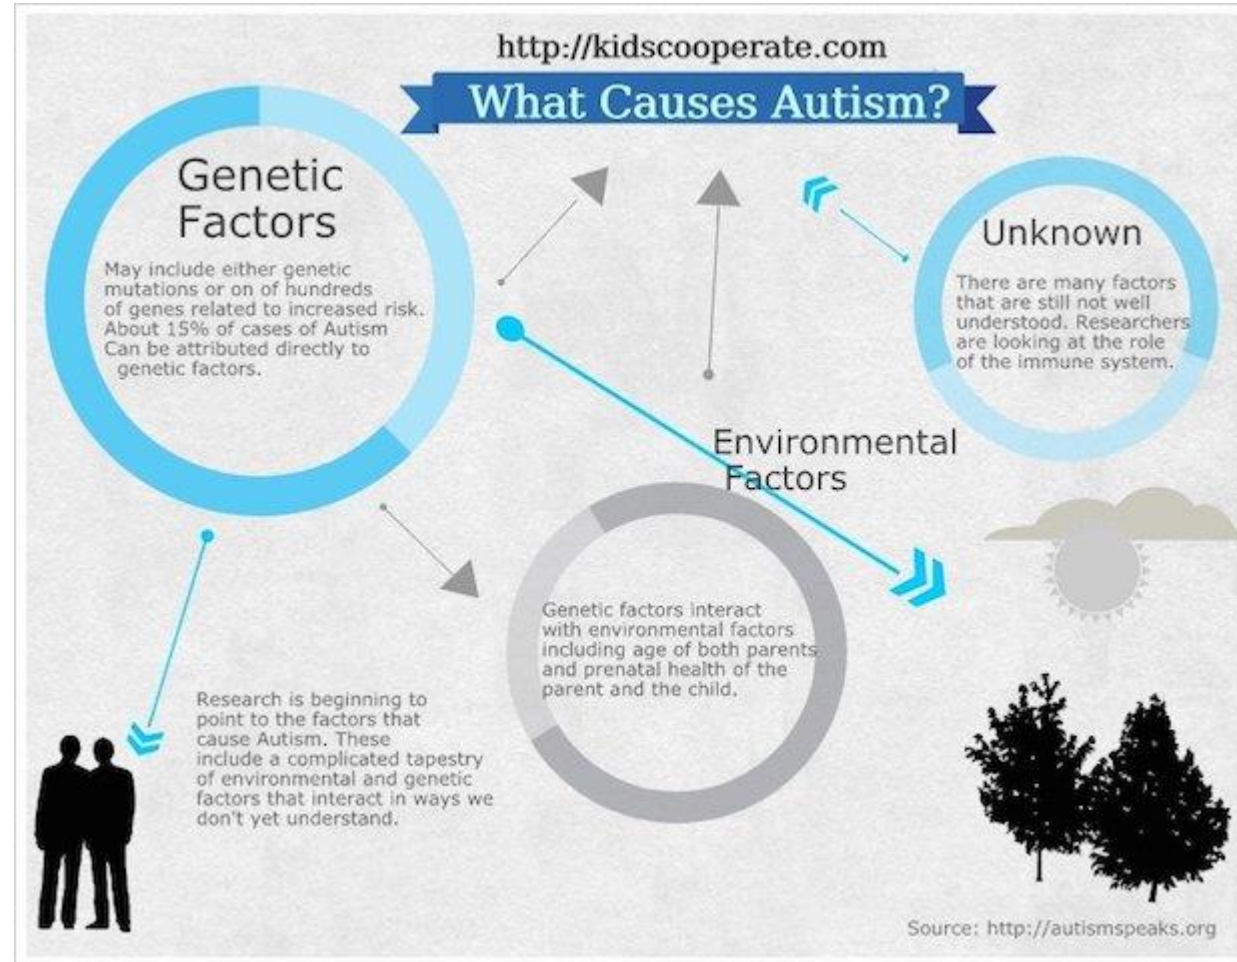 http://kidscooperate.com
What Causes Autism?
Genetic
Factors
May include either genetic
mutations or on of hundreds
of genes related to increased risk.
About 15% of cases of Autism
Can be attributed directly to
genetic factors.
Unknown
There are many factors
that are still not well
understood. Researchers
are looking at the role
of the immune system.
Environmental
Factors
Genetic factors interact
with environmental factors
including age of both parents
and prenatal health of the
parent and the child.
Research is beginning to
point to the factors that
cause Autism. These
include a complicated tapestry
of environmental and genetic
factors that interact in ways we
don't yet understand.
Source: http://autismspeaks.org